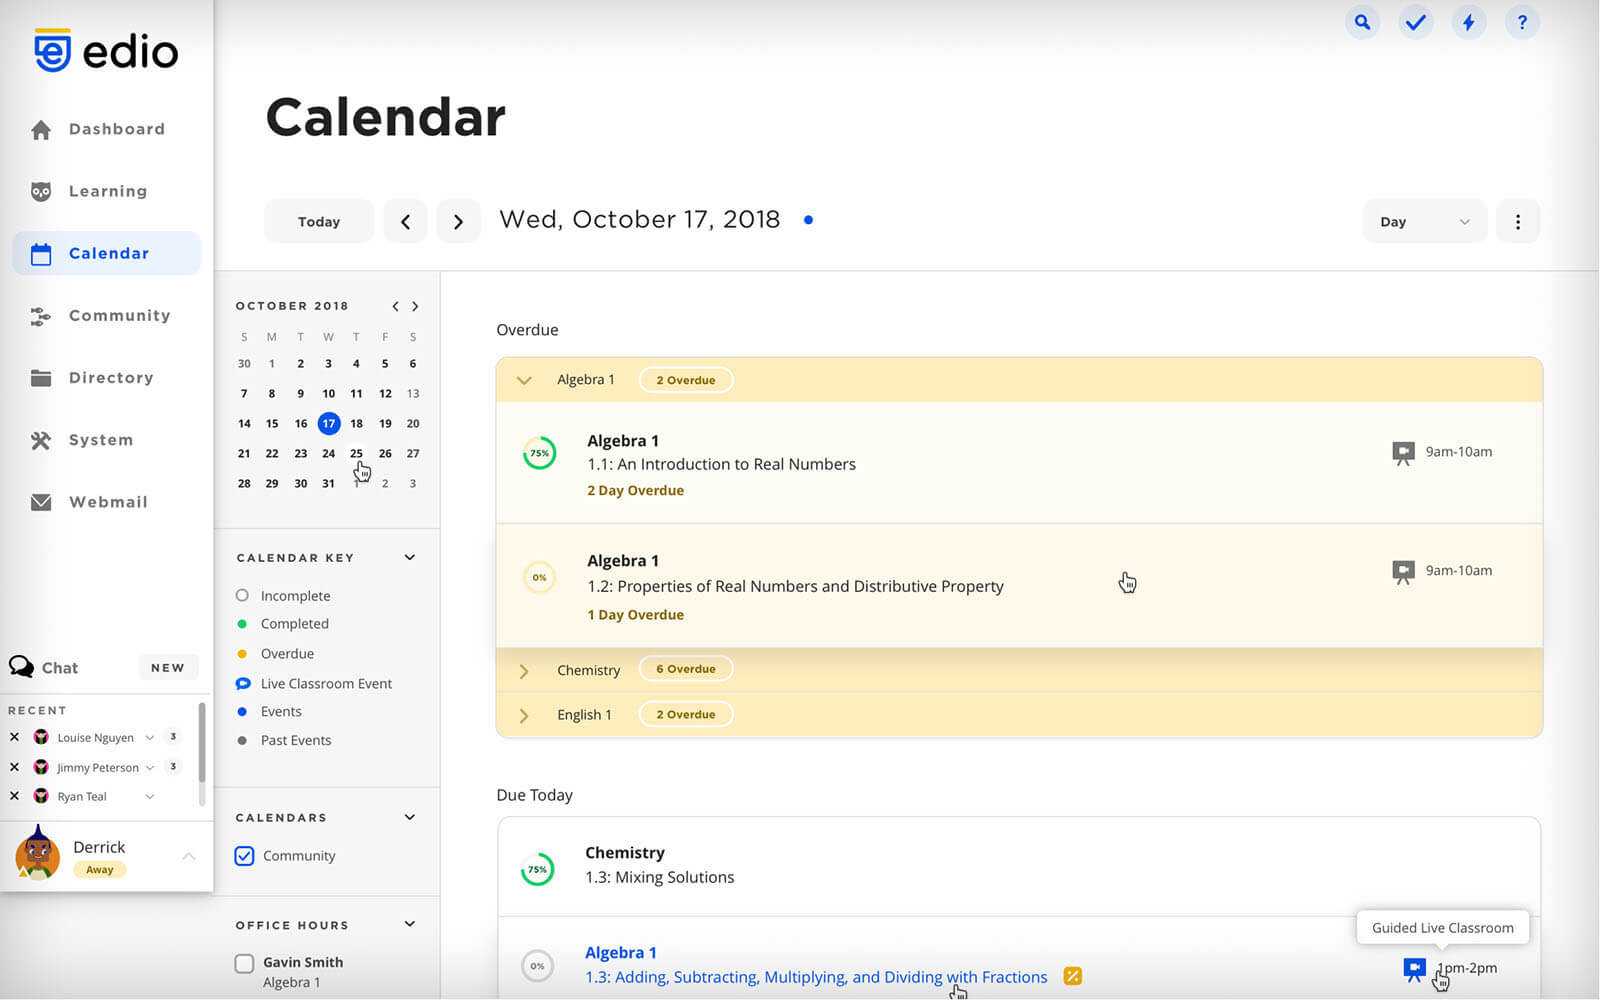 edio
Dashboard
Learning
Calendar
Community
Directory
System
Webmail
Chat
NEW
RECENT
Louise Nguyen 3
Jimmy Peterson 3
Ryan Teal
Derrick
Away
?
Calendar
Today
Wed, October 17, 2018
Day
OCTOBER 2018
S M T W T F S
30 1 2 3 4 5 6
7 8 9 10 11 12 13
14 15 16 17 18 19 20
21 22 23 24 25 26 27
28 29 30 31 1 2 3
CALENDAR KEY
Incomplete
Completed
Overdue
Live Classroom Event
Events
Past Events
CALENDARS
Community
OFFICE HOURS
Gavin Smith
Algebra 1
Overdue
Algebra 1 2 Overdue
75%
Algebra 1
1.1: An Introduction to Real Numbers
2 Day Overdue
9am-10am
0%
Algebra 1
1.2: Properties of Real Numbers and Distributive Property
1 Day Overdue
9am-10am
Chemistry 6 Overdue
English 1 2 Overdue
Due Today
75%
Chemistry
1.3: Mixing Solutions
Guided Live Classroom
0%
Algebra 1
1.3: Adding, Subtracting, Multiplying, and Dividing with Fractions
1pm-2pm